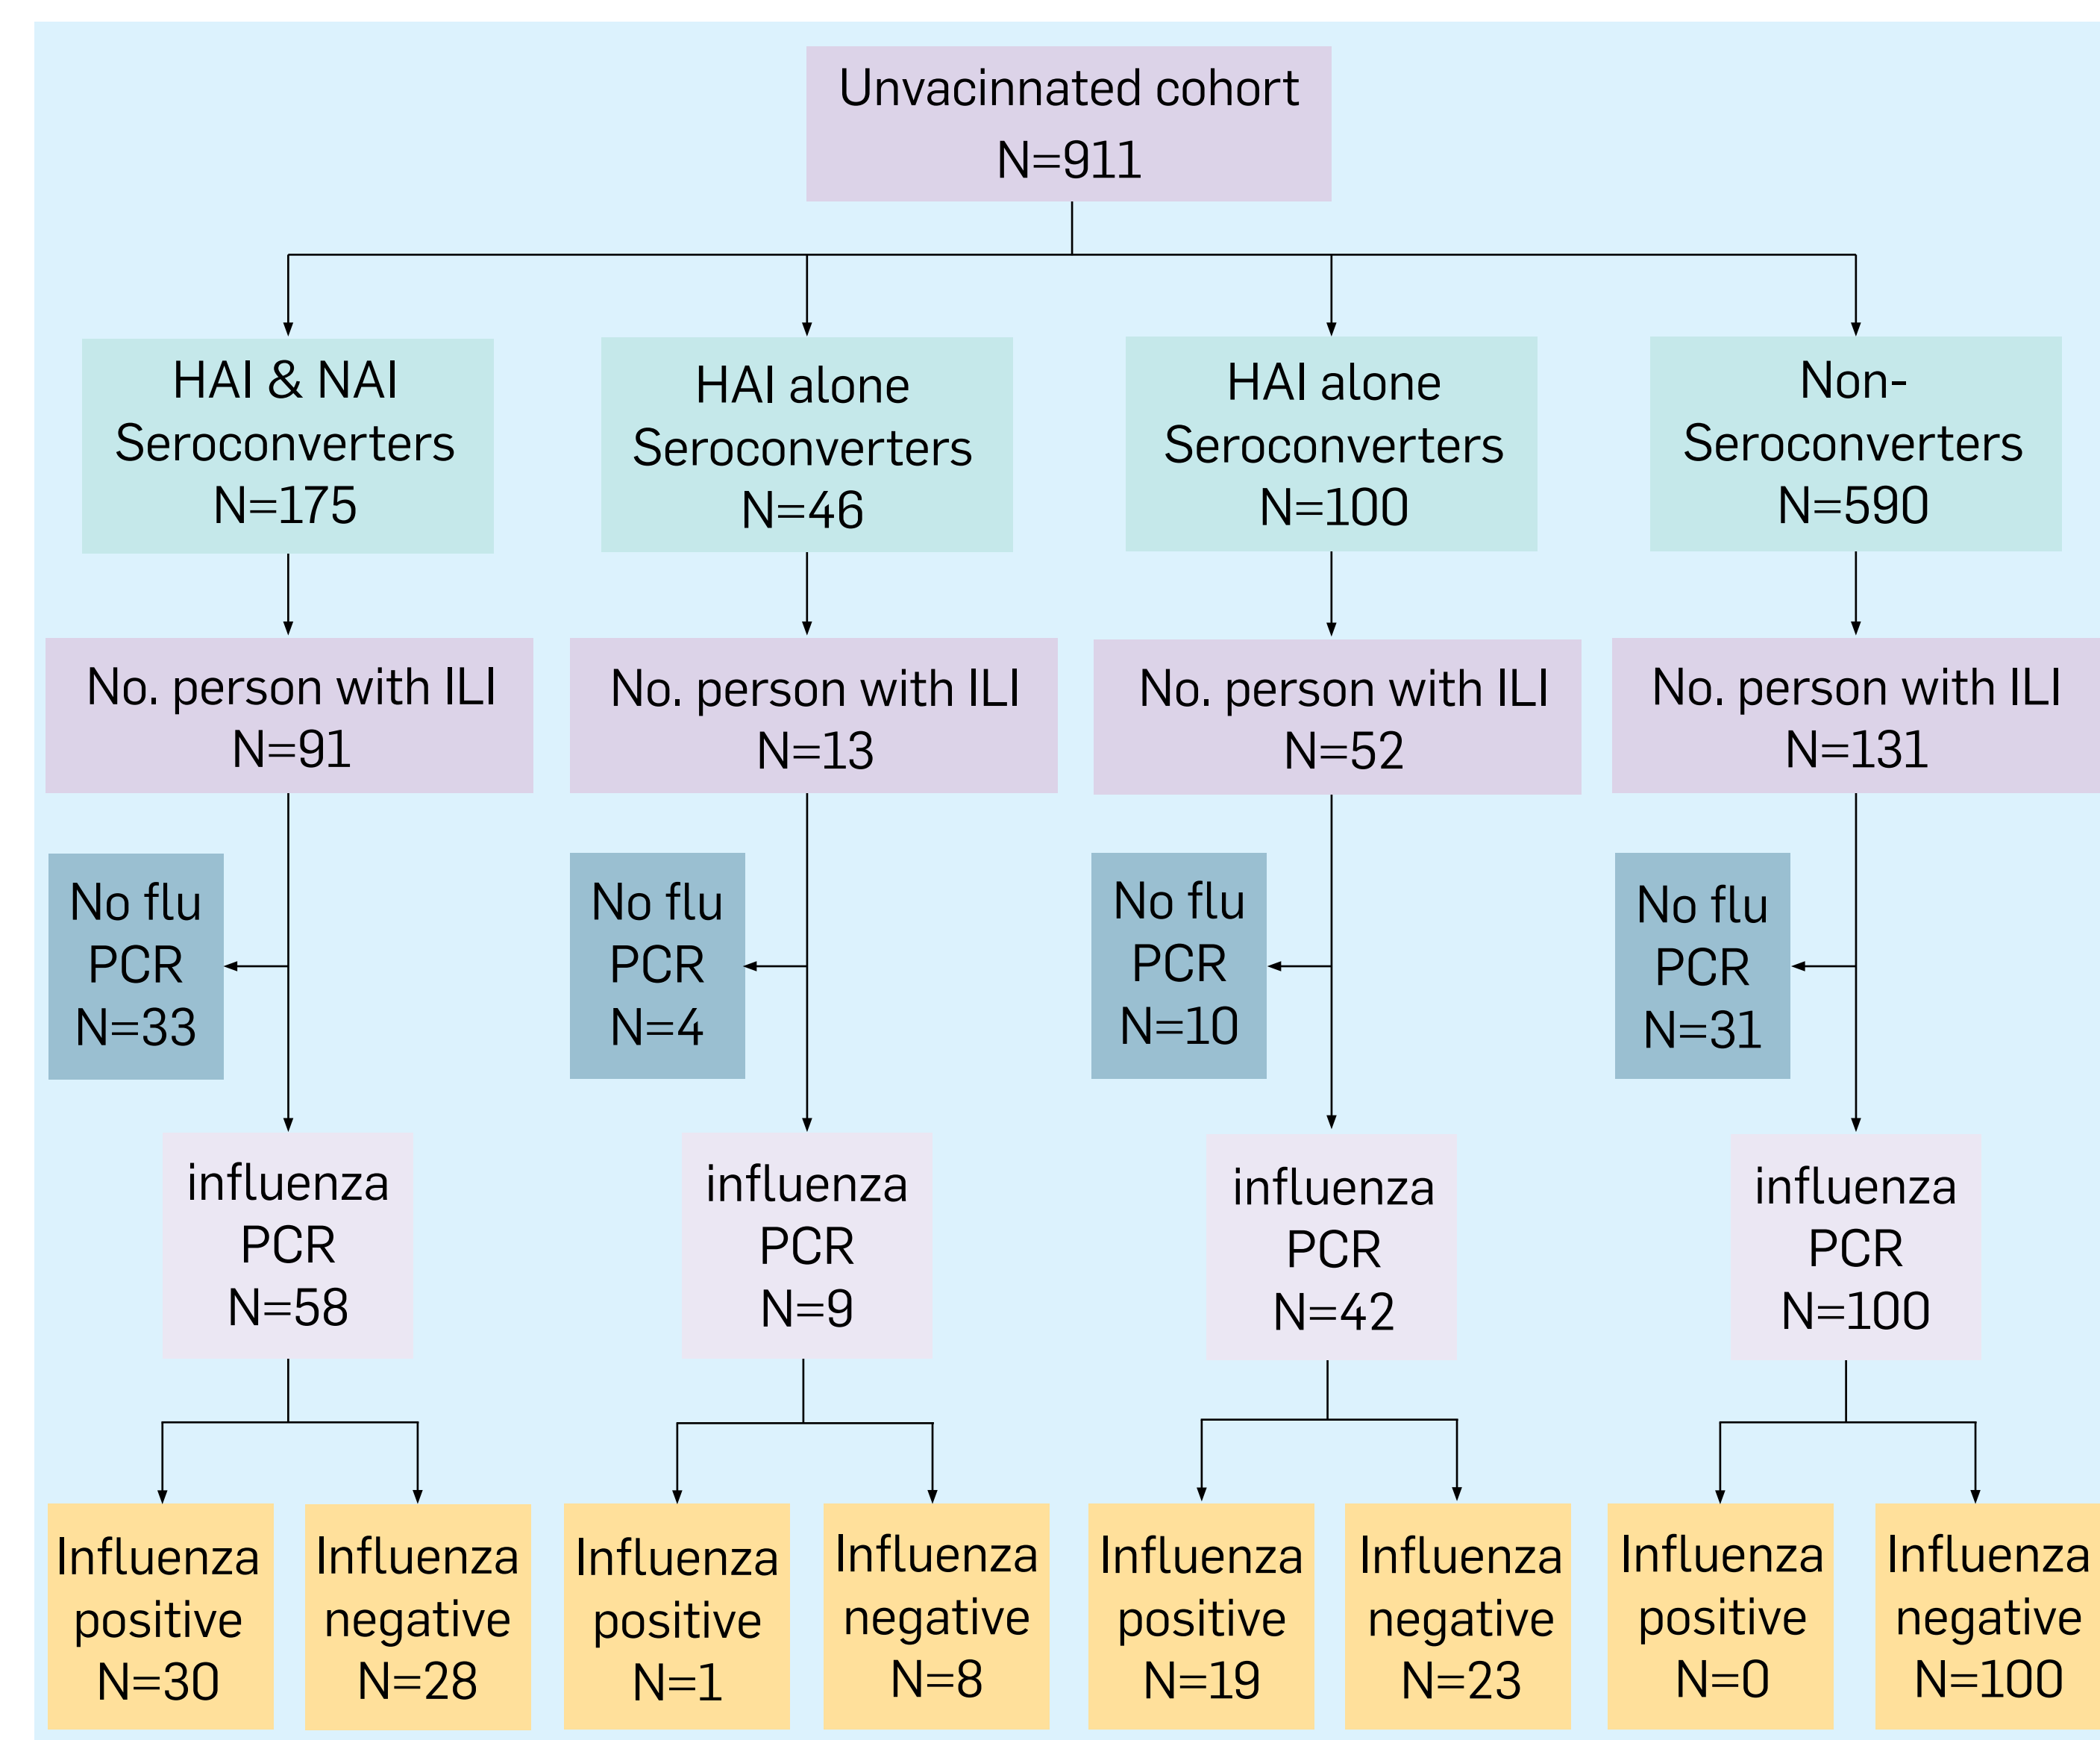 Unvacinnated cohort
N=911
HAI & NAI
Seroconverters
N=175
HAI alone
Seroconverters
N=46
HAI alone
Seroconverters
N=100
Non-
Seroconverters
N=590
No. person with ILI
N=91
No. person with ILI
N=13
No. person with ILI
N=52
No. person with ILI
N=131
No flu
PCR
N=33
No flu
PCR
N=4
No flu
PCR
N=10
No flu
PCR
N=31
influenza
PCR
N=58
influenza
PCR
N=9
influenza
PCR
N=42
influenza
PCR
N=100
Influenza
positive
N=30
Influenza
negative
N=28
Influenza
positive
N=1
Influenza
negative
N=8
Influenza
positive
N=19
Influenza
negative
N=23
Influenza
positive
N=0
Influenza
negative
N=100